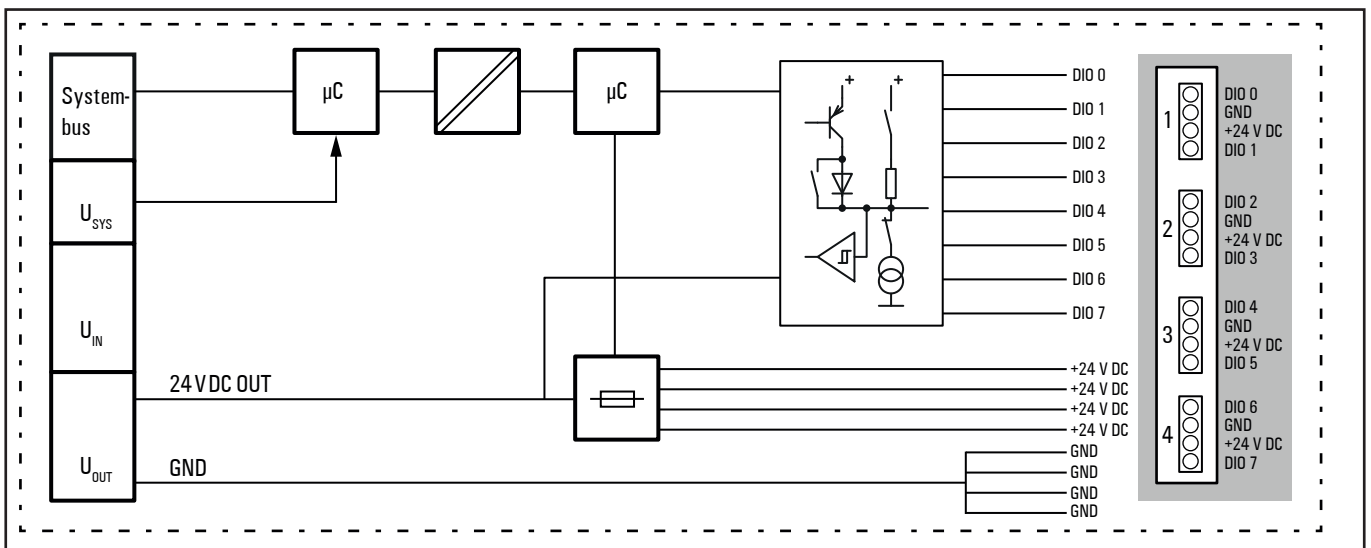 System-
bus
U_SYS
U_IN
U_OUT
µC
µC
24 V DC OUT
GND
+
+
DIO 0
DIO 1
DIO 2
DIO 3
DIO 4
DIO 5
DIO 6
DIO 7
+24 V DC
+24 V DC
+24 V DC
+24 V DC
GND
GND
GND
GND
1
DIO 0
GND
+24 V DC
DIO 1
2
DIO 2
GND
+24 V DC
DIO 3
3
DIO 4
GND
+24 V DC
DIO 5
4
DIO 6
GND
+24 V DC
DIO 7